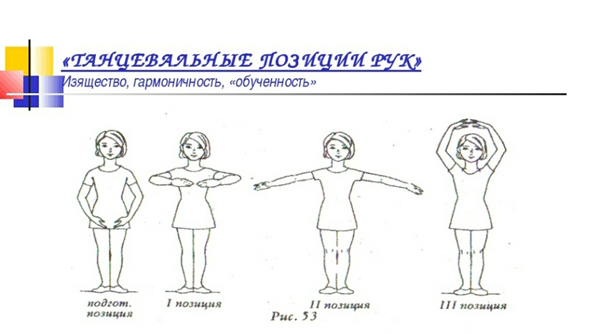 «ТАНЦЕВАЛЬНЫЕ ПОЗИЦИИ РУК»
Изящество, гармоничность, «обученность»
подгот. позиция
I позиция
II позиция
III позиция
Рис. 53